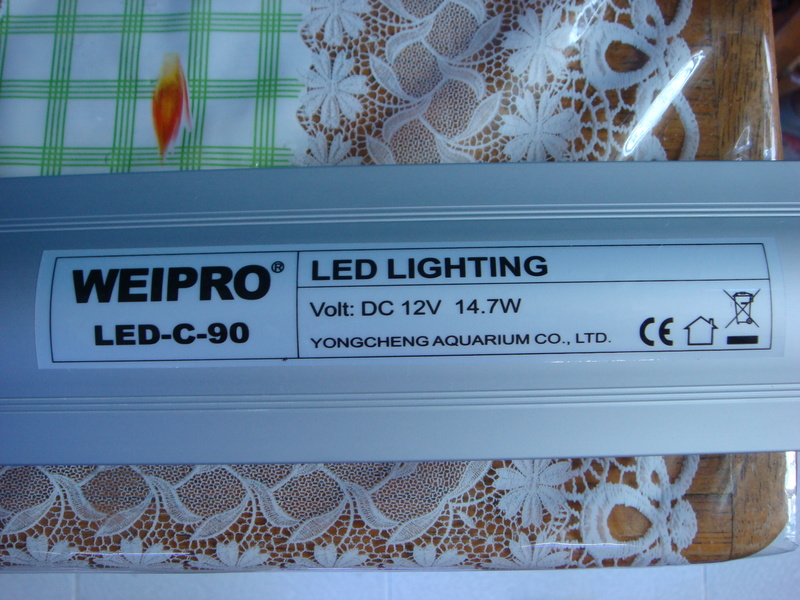 WEIPRO®
LED-C-90
LED LIGHTING
Volt: DC 12V 14.7W
YONGCHENG AQUARIUM CO., LTD.
CE